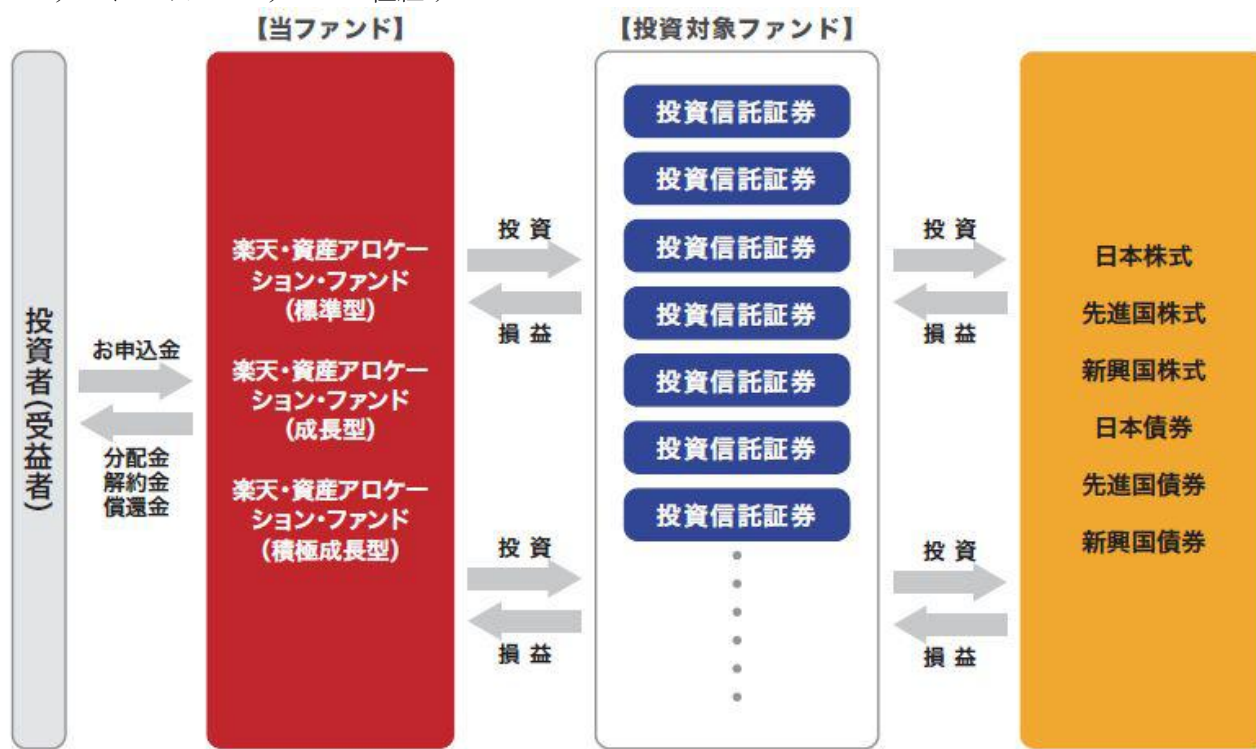 【当ファンド】
【投資対象ファンド】
投資者(受益者)
お申込金
分配金
解約金
償還金
楽天・資産アロケー
ション・ファンド
(標準型)
楽天・資産アロケー
ション・ファンド
(成長型)
楽天・資産アロケー
ション・ファンド
(積極成長型)
投資
損益
投資
損益
投資信託証券
投資信託証券
投資信託証券
投資信託証券
投資信託証券
投資信託証券
投資信託証券
投資
損益
投資
損益
日本株式
先進国株式
新興国株式
日本債券
先進国債券
新興国債券